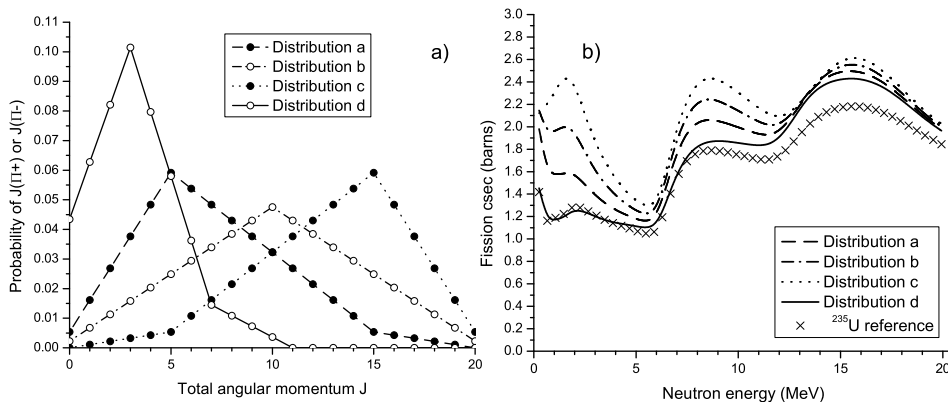 a)
Probability of J(Π+) or J(Π-)
0.11
0.10
0.09
0.08
0.07
0.06
0.05
0.04
0.03
0.02
0.01
0.00
0 5 10 15 20
Total angular momentum J
Distribution a
Distribution b
Distribution c
Distribution d
b)
Fission csec (barns)
3.0
2.8
2.6
2.4
2.2
2.0
1.8
1.6
1.4
1.2
1.0
0.8
0.6
0.4
0.2
0.0
0 5 10 15 20
Neutron energy (MeV)
Distribution a
Distribution b
Distribution c
Distribution d
²³⁵U reference